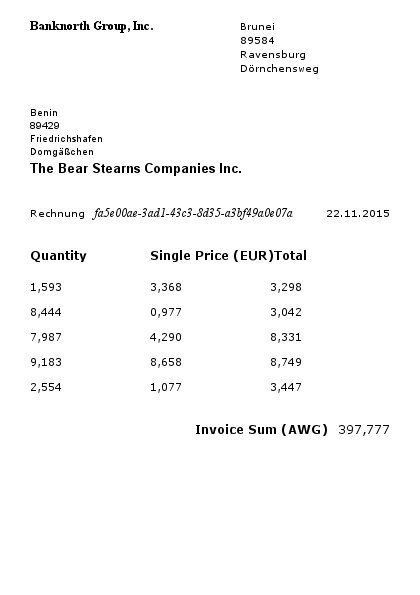 Banknorth Group, Inc.
Brunei
89584
Ravensburg
Dörnchensweg
Benin
89429
Friedrichshafen
Domgäßchen
The Bear Stearns Companies Inc.
Rechnung fa5e00ae-3ad1-43c3-8d35-a3bf49a0e07a 22.11.2015
Quantity Single Price (EUR)Total
1,593 3,368 3,298
8,444 0,977 3,042
7,987 4,290 8,331
9,183 8,658 8,749
2,554 1,077 3,447
Invoice Sum (AWG) 397,777